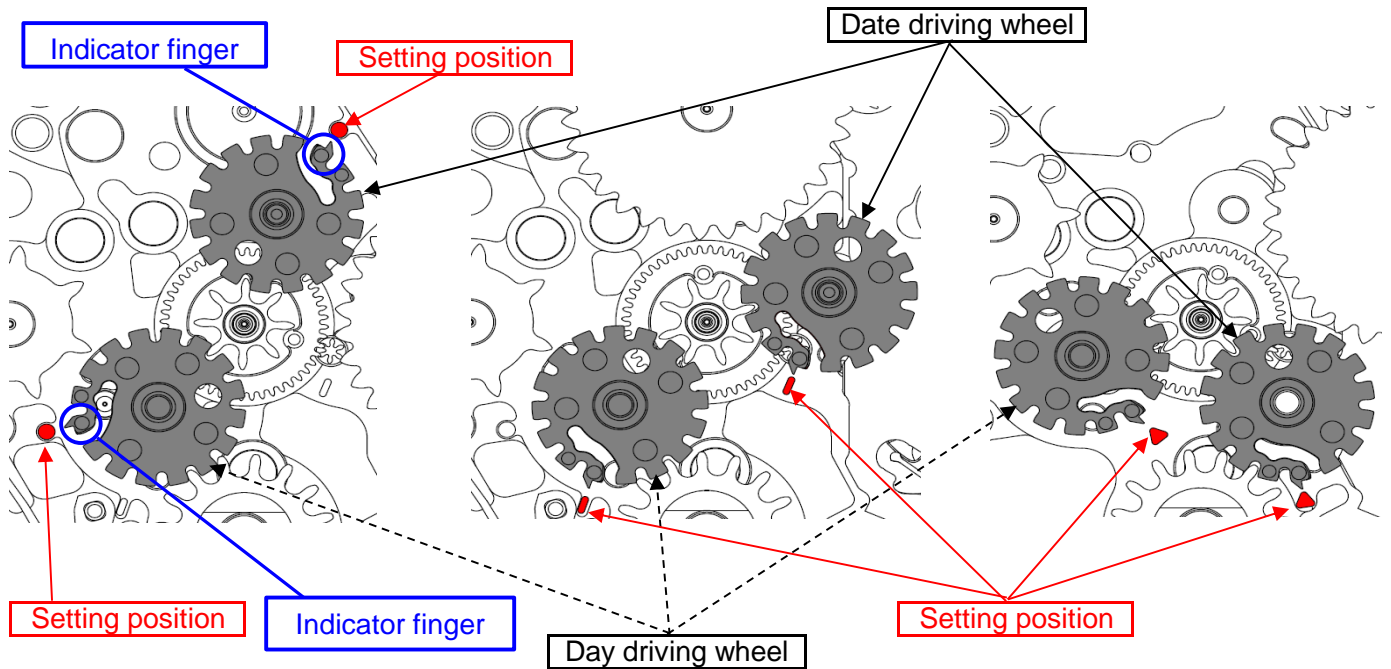 Date driving wheel
Indicator finger
Setting position
Setting position
Indicator finger
Day driving wheel
Setting position